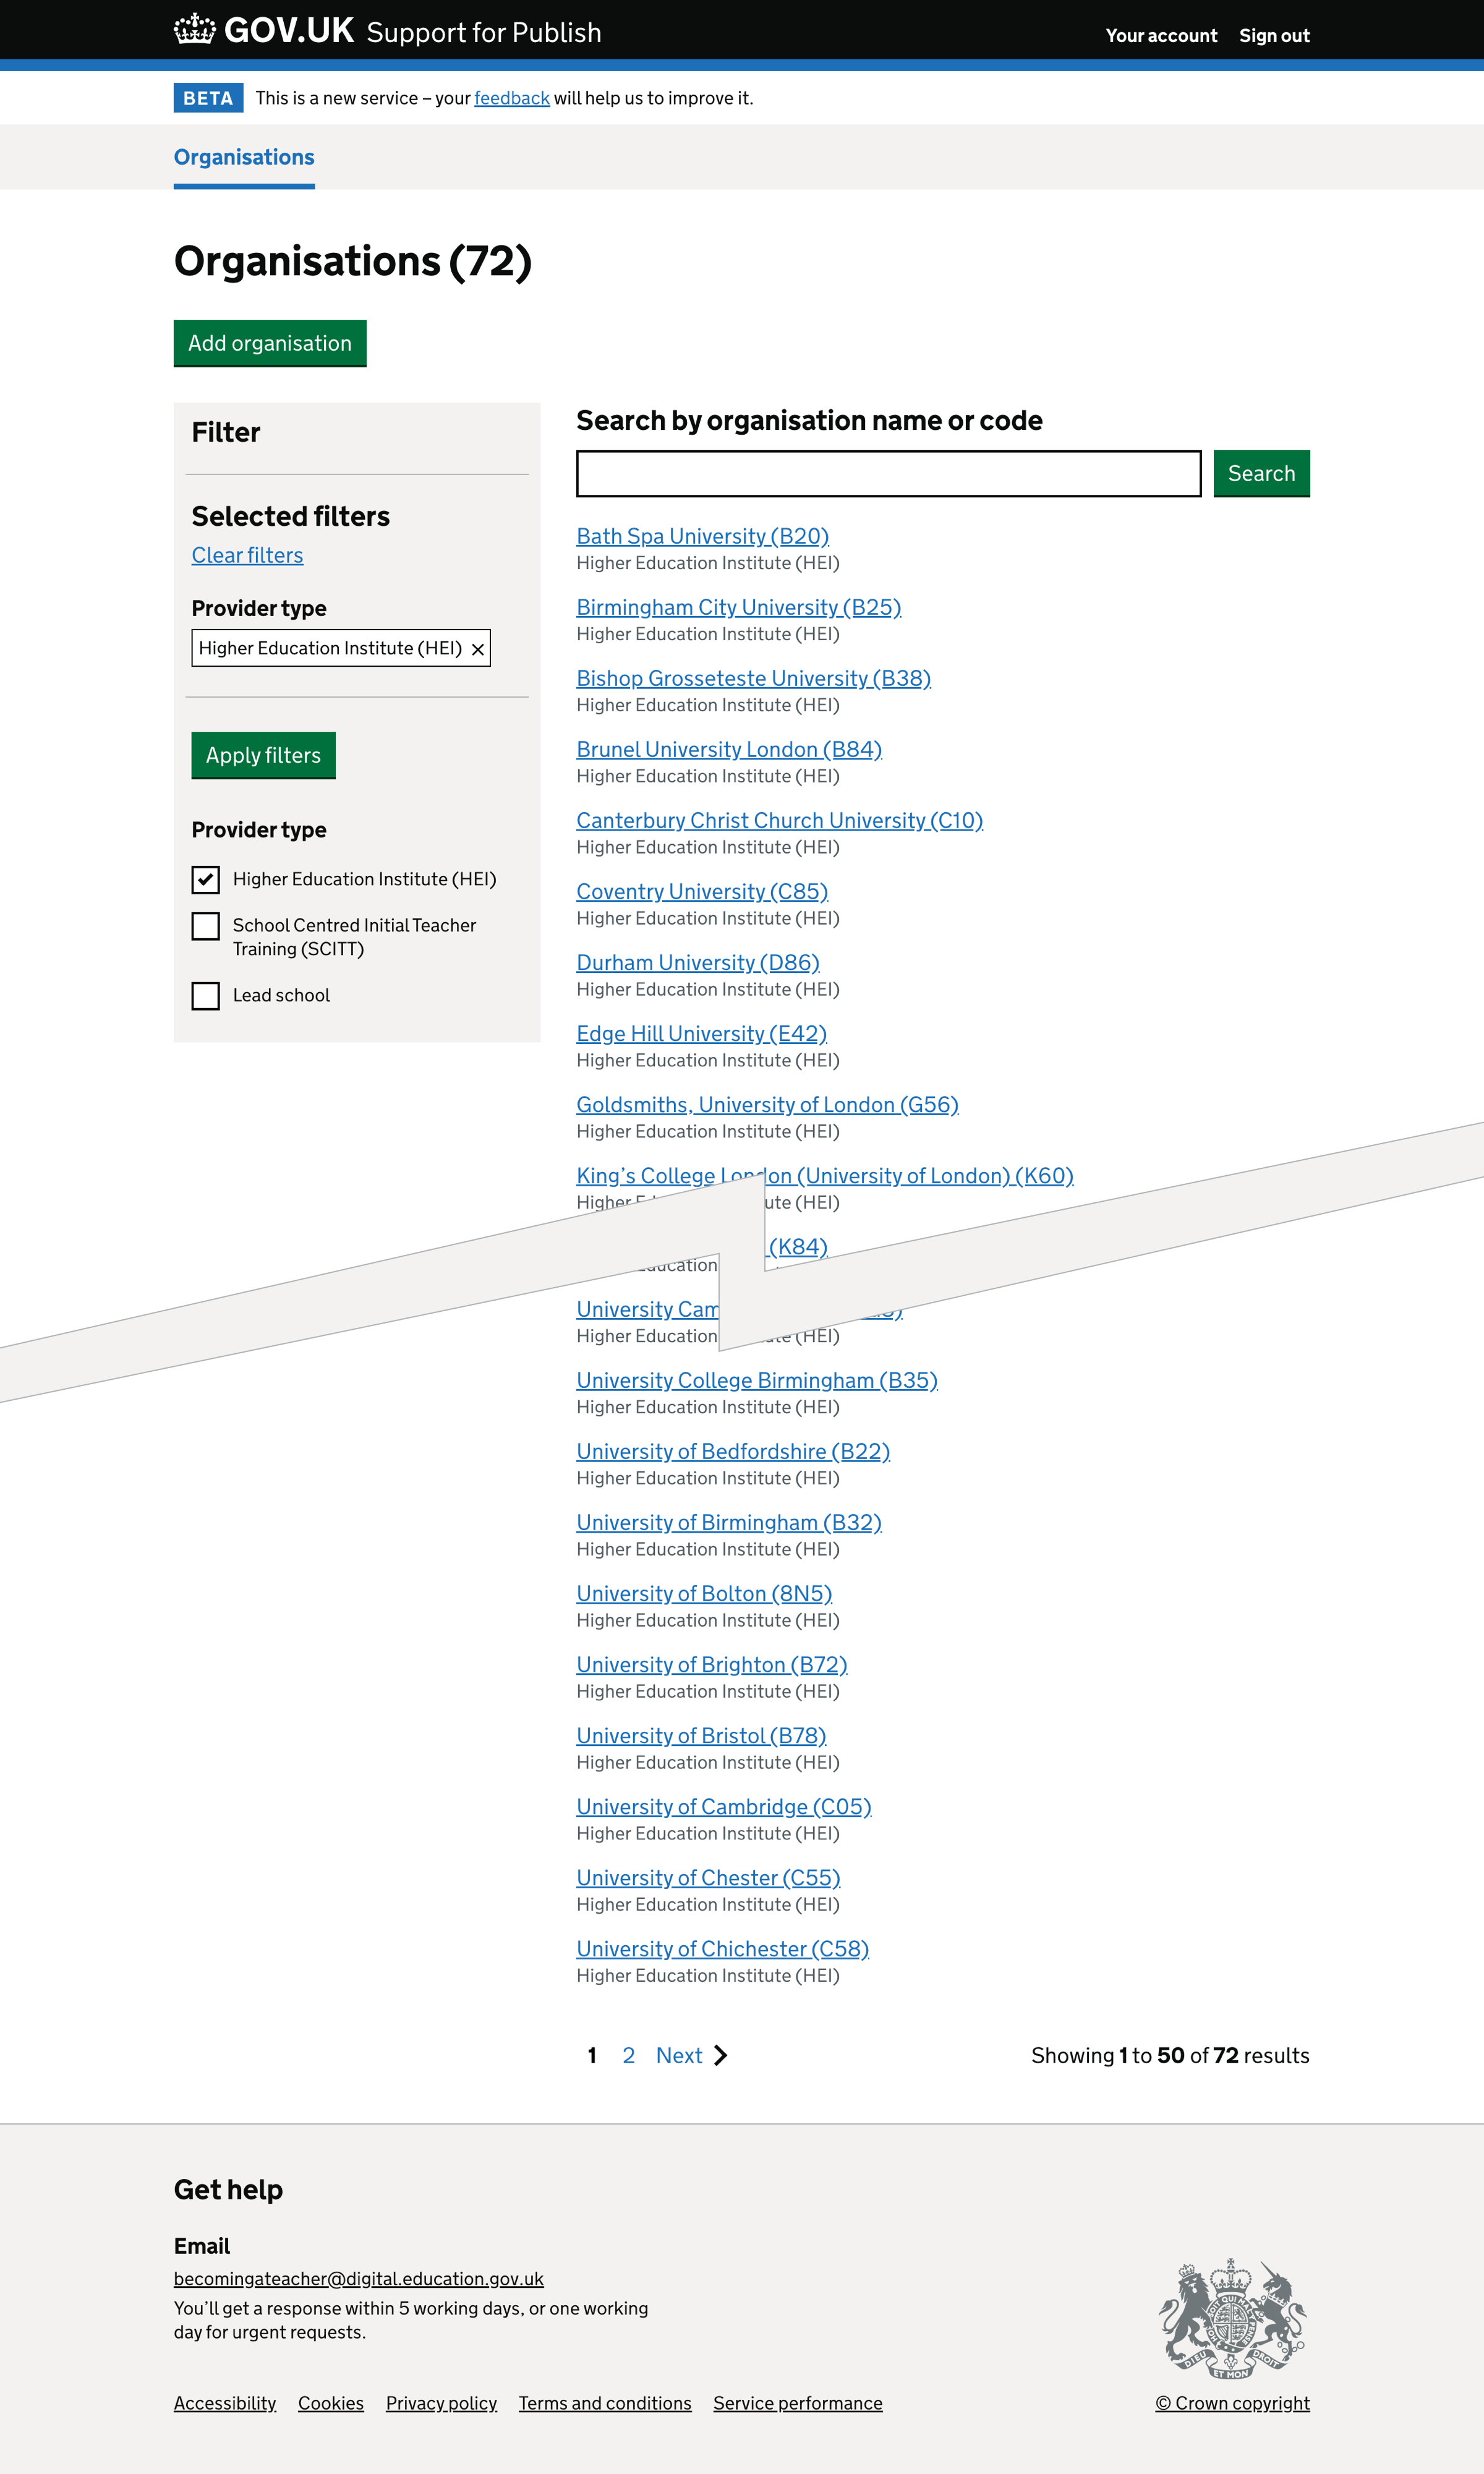 GOV.UK Support for Publish
Your account Sign out
BETA This is a new service – your feedback will help us to improve it.
Organisations
Organisations (72)
Add organisation
Filter
Selected filters
Clear filters
Provider type
Higher Education Institute (HEI) ×
Apply filters
Provider type
Higher Education Institute (HEI)
School Centred Initial Teacher
Training (SCITT)
Lead school
Search by organisation name or code
Search
Bath Spa University (B20)
Higher Education Institute (HEI)
Birmingham City University (B25)
Higher Education Institute (HEI)
Bishop Grosseteste University (B38)
Higher Education Institute (HEI)
Brunel University London (B84)
Higher Education Institute (HEI)
Canterbury Christ Church University (C10)
Higher Education Institute (HEI)
Coventry University (C85)
Higher Education Institute (HEI)
Durham University (D86)
Higher Education Institute (HEI)
Edge Hill University (E42)
Higher Education Institute (HEI)
Goldsmiths, University of London (G56)
Higher Education Institute (HEI)
King’s College London (University of London) (K60)
Higher (HEI)
(K84)
University
Higher Education (HEI)
University College Birmingham (B35)
Higher Education Institute (HEI)
University of Bedfordshire (B22)
Higher Education Institute (HEI)
University of Birmingham (B32)
Higher Education Institute (HEI)
University of Bolton (8N5)
Higher Education Institute (HEI)
University of Brighton (B72)
Higher Education Institute (HEI)
University of Bristol (B78)
Higher Education Institute (HEI)
University of Cambridge (C05)
Higher Education Institute (HEI)
University of Chester (C55)
Higher Education Institute (HEI)
University of Chichester (C58)
Higher Education Institute (HEI)
1 2 Next
Showing 1 to 50 of 72 results
Get help
Email
becomingateacher@digital.education.gov.uk
You’ll get a response within 5 working days, or one working
day for urgent requests.
Accessibility Cookies Privacy policy Terms and conditions Service performance
DIEU ET MON DROIT
© Crown copyright